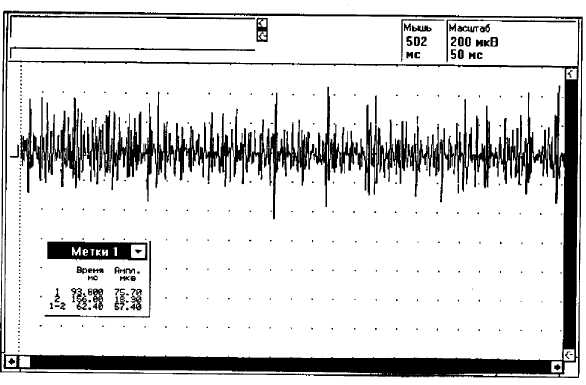 Мышь
502
мс
Масштаб
200 мкВ
50 мс
Метки 1
Время Ампл.
мс мкв
1 93.600 75.70
2 156.00 18.30
1-2 62.40 57.40